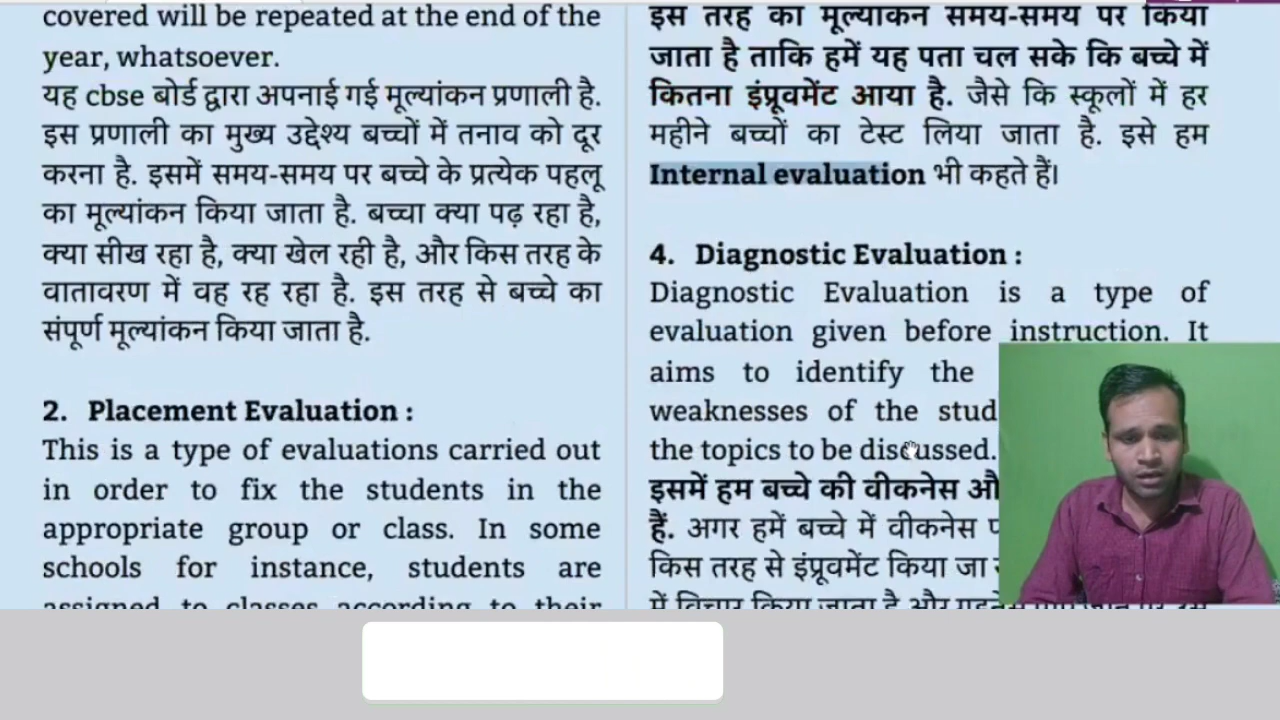 covered will be repeated at the end of the
year, whatsoever.
यह cbse बोर्ड द्वारा अपनाई गई मूल्यांकन प्रणाली है.
इस प्रणाली का मुख्य उद्देश्य बच्चों में तनाव को दूर
करना है. इसमें समय-समय पर बच्चे के प्रत्येक पहलू
का मूल्यांकन किया जाता है. बच्चा क्या पढ़ रहा है,
क्या सीख रहा है, क्या खेल रही है, और किस तरह के
वातावरण में वह रह रहा है. इस तरह से बच्चे का
संपूर्ण मूल्यांकन किया जाता है.
2. Placement Evaluation :
This is a type of evaluations carried out
in order to fix the students in the
appropriate group or class. In some
schools for instance, students are
assigned to classes according to their
इस तरह का मूल्यांकन समय-समय पर किया
जाता है ताकि हमें यह पता चल सके कि बच्चे में
कितना इंप्रूवमेंट आया है. जैसे कि स्कूलों में हर
महीने बच्चों का टेस्ट लिया जाता है. इसे हम
Internal evaluation भी कहते हैं।
4. Diagnostic Evaluation :
Diagnostic Evaluation is a type of
evaluation given before instruction. It
aims to identify the
weaknesses of the stud
the topics to be discussed.
इसमें हम बच्चे की वीकनेस औ
हैं. अगर हमें बच्चे में वीकनेस
किस तरह से इंप्रूवमेंट किया जा
में विचार किया जाता है और